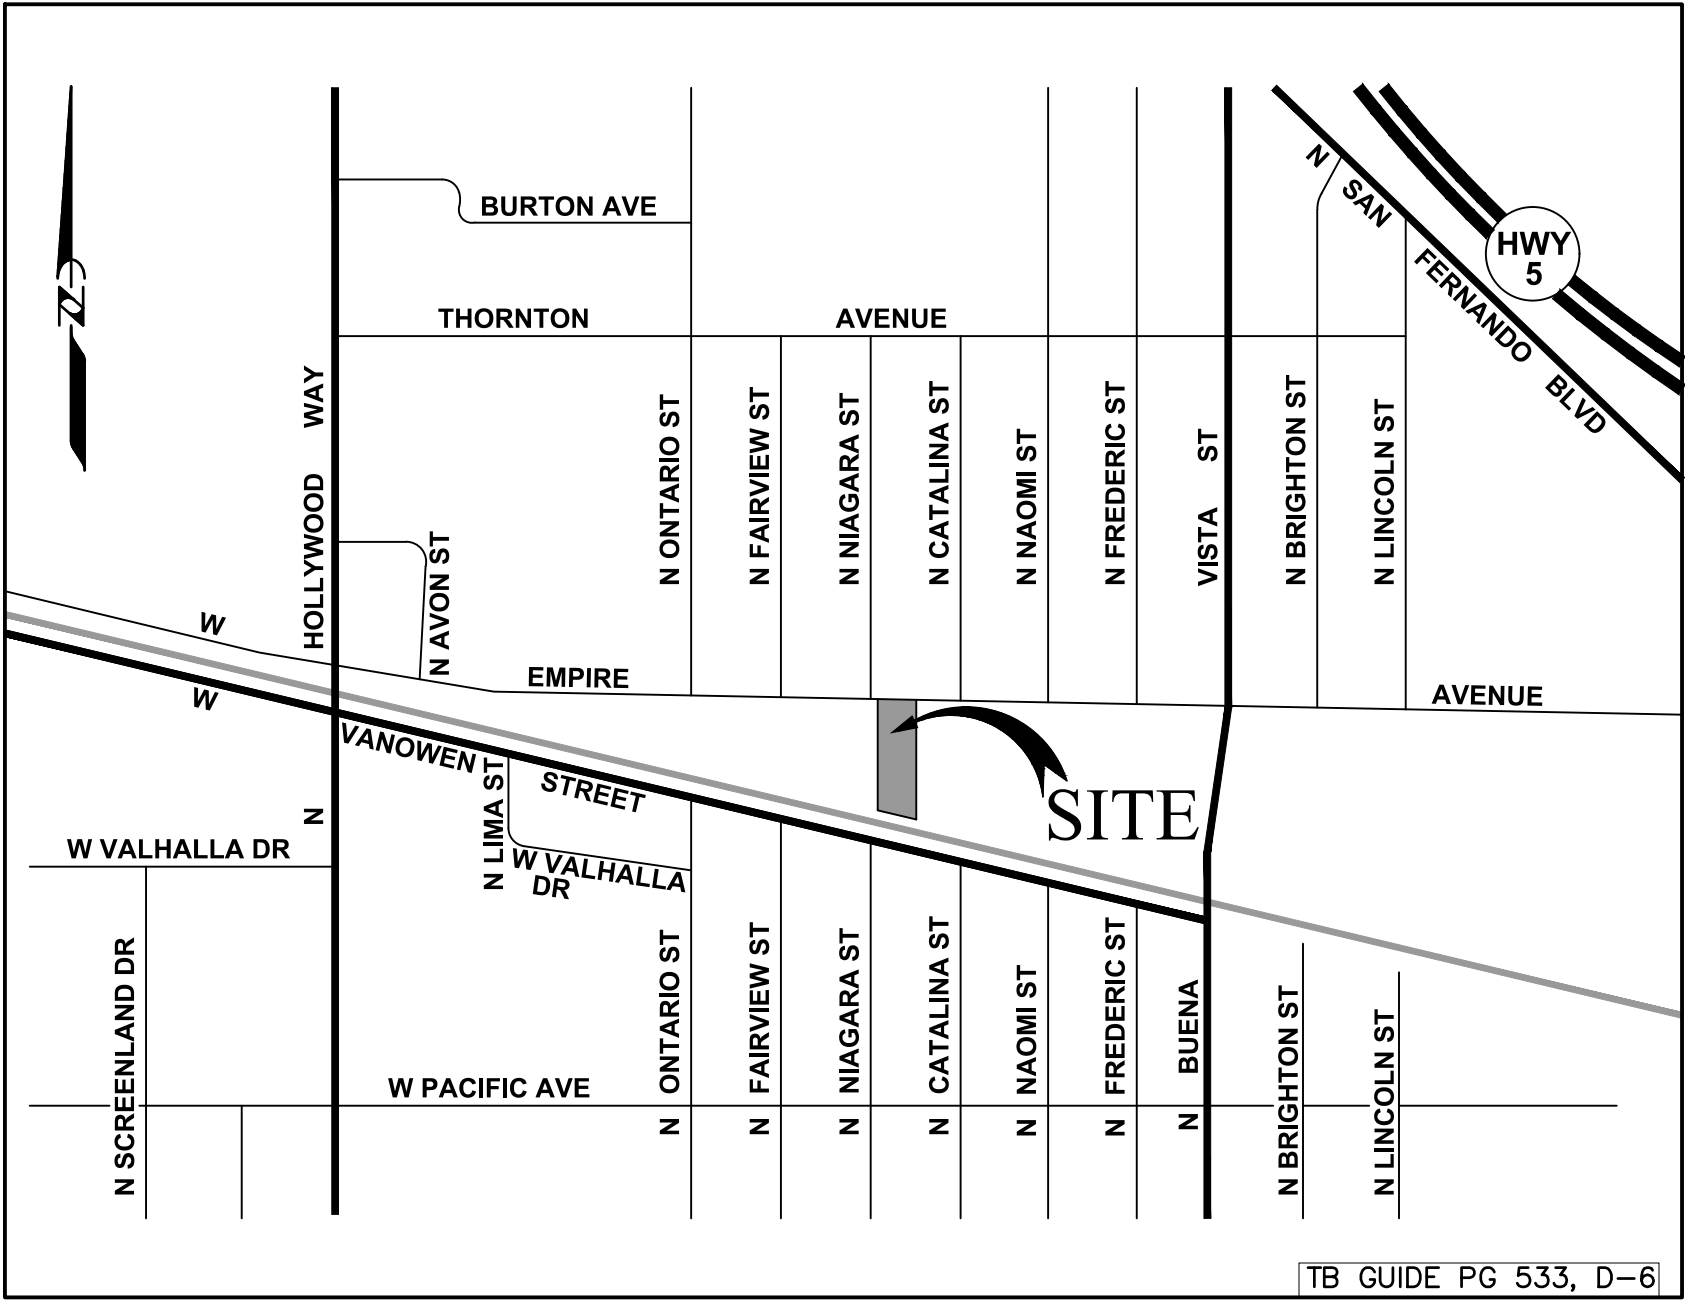 N
BURTON AVE
N SAN FERNANDO BLVD
HWY
5
THORNTON AVENUE
N HOLLYWOOD WAY
N AVON ST
N ONTARIO ST
N FAIRVIEW ST
N NIAGARA ST
N CATALINA ST
N NAOMI ST
N FREDERIC ST
N BUENA VISTA ST
N BRIGHTON ST
N LINCOLN ST
W EMPIRE AVENUE
W VANOWEN STREET
SITE
N LIMA ST
W VALHALLA DR
W VALHALLA
DR
N SCREENLAND DR
W PACIFIC AVE
N ONTARIO ST
N FAIRVIEW ST
N NIAGARA ST
N CATALINA ST
N NAOMI ST
N FREDERIC ST
N BRIGHTON ST
N LINCOLN ST
TB GUIDE PG 533, D-6